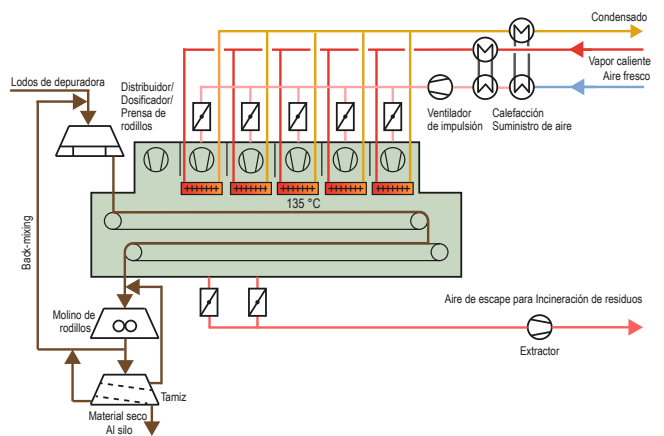 Condensado
Vapor caliente
Aire fresco
Lodos de depuradora
Distribuidor/
Dosificador/
Prensa de
rodillos
Ventilador
de impulsión
Calefacción
Suministro de aire
135 °C
Back-mixing
Aire de escape para Incineración de residuos
Molino de
rodillos
Extractor
Tamiz
Material seco
Al silo